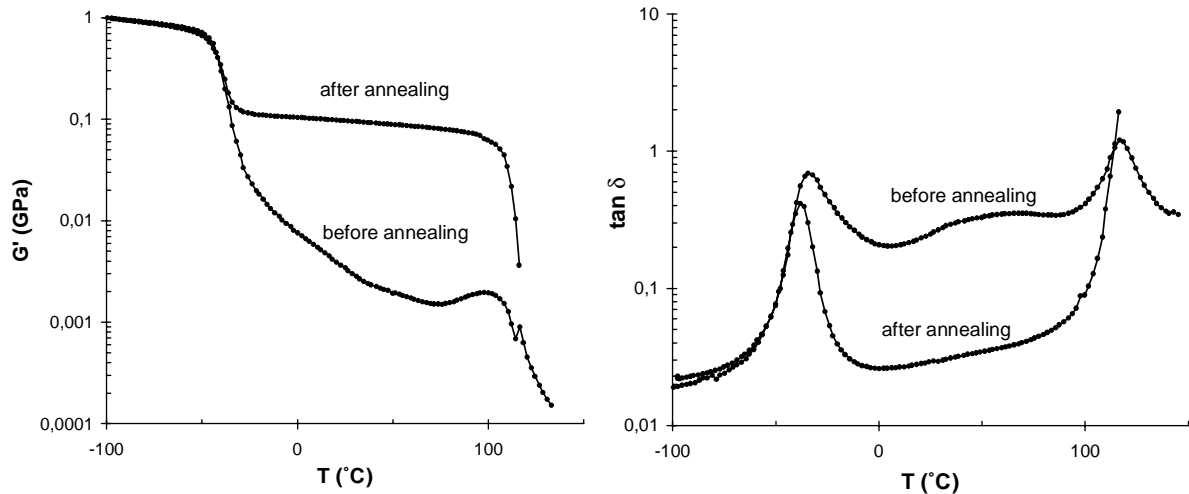 1
0,1
0,01
0,001
0,0001
G' (GPa)
after annealing
before annealing
-100
0
100
T (˚C)
10
1
0,1
0,01
tan δ
before annealing
after annealing
-100
0
100
T (˚C)